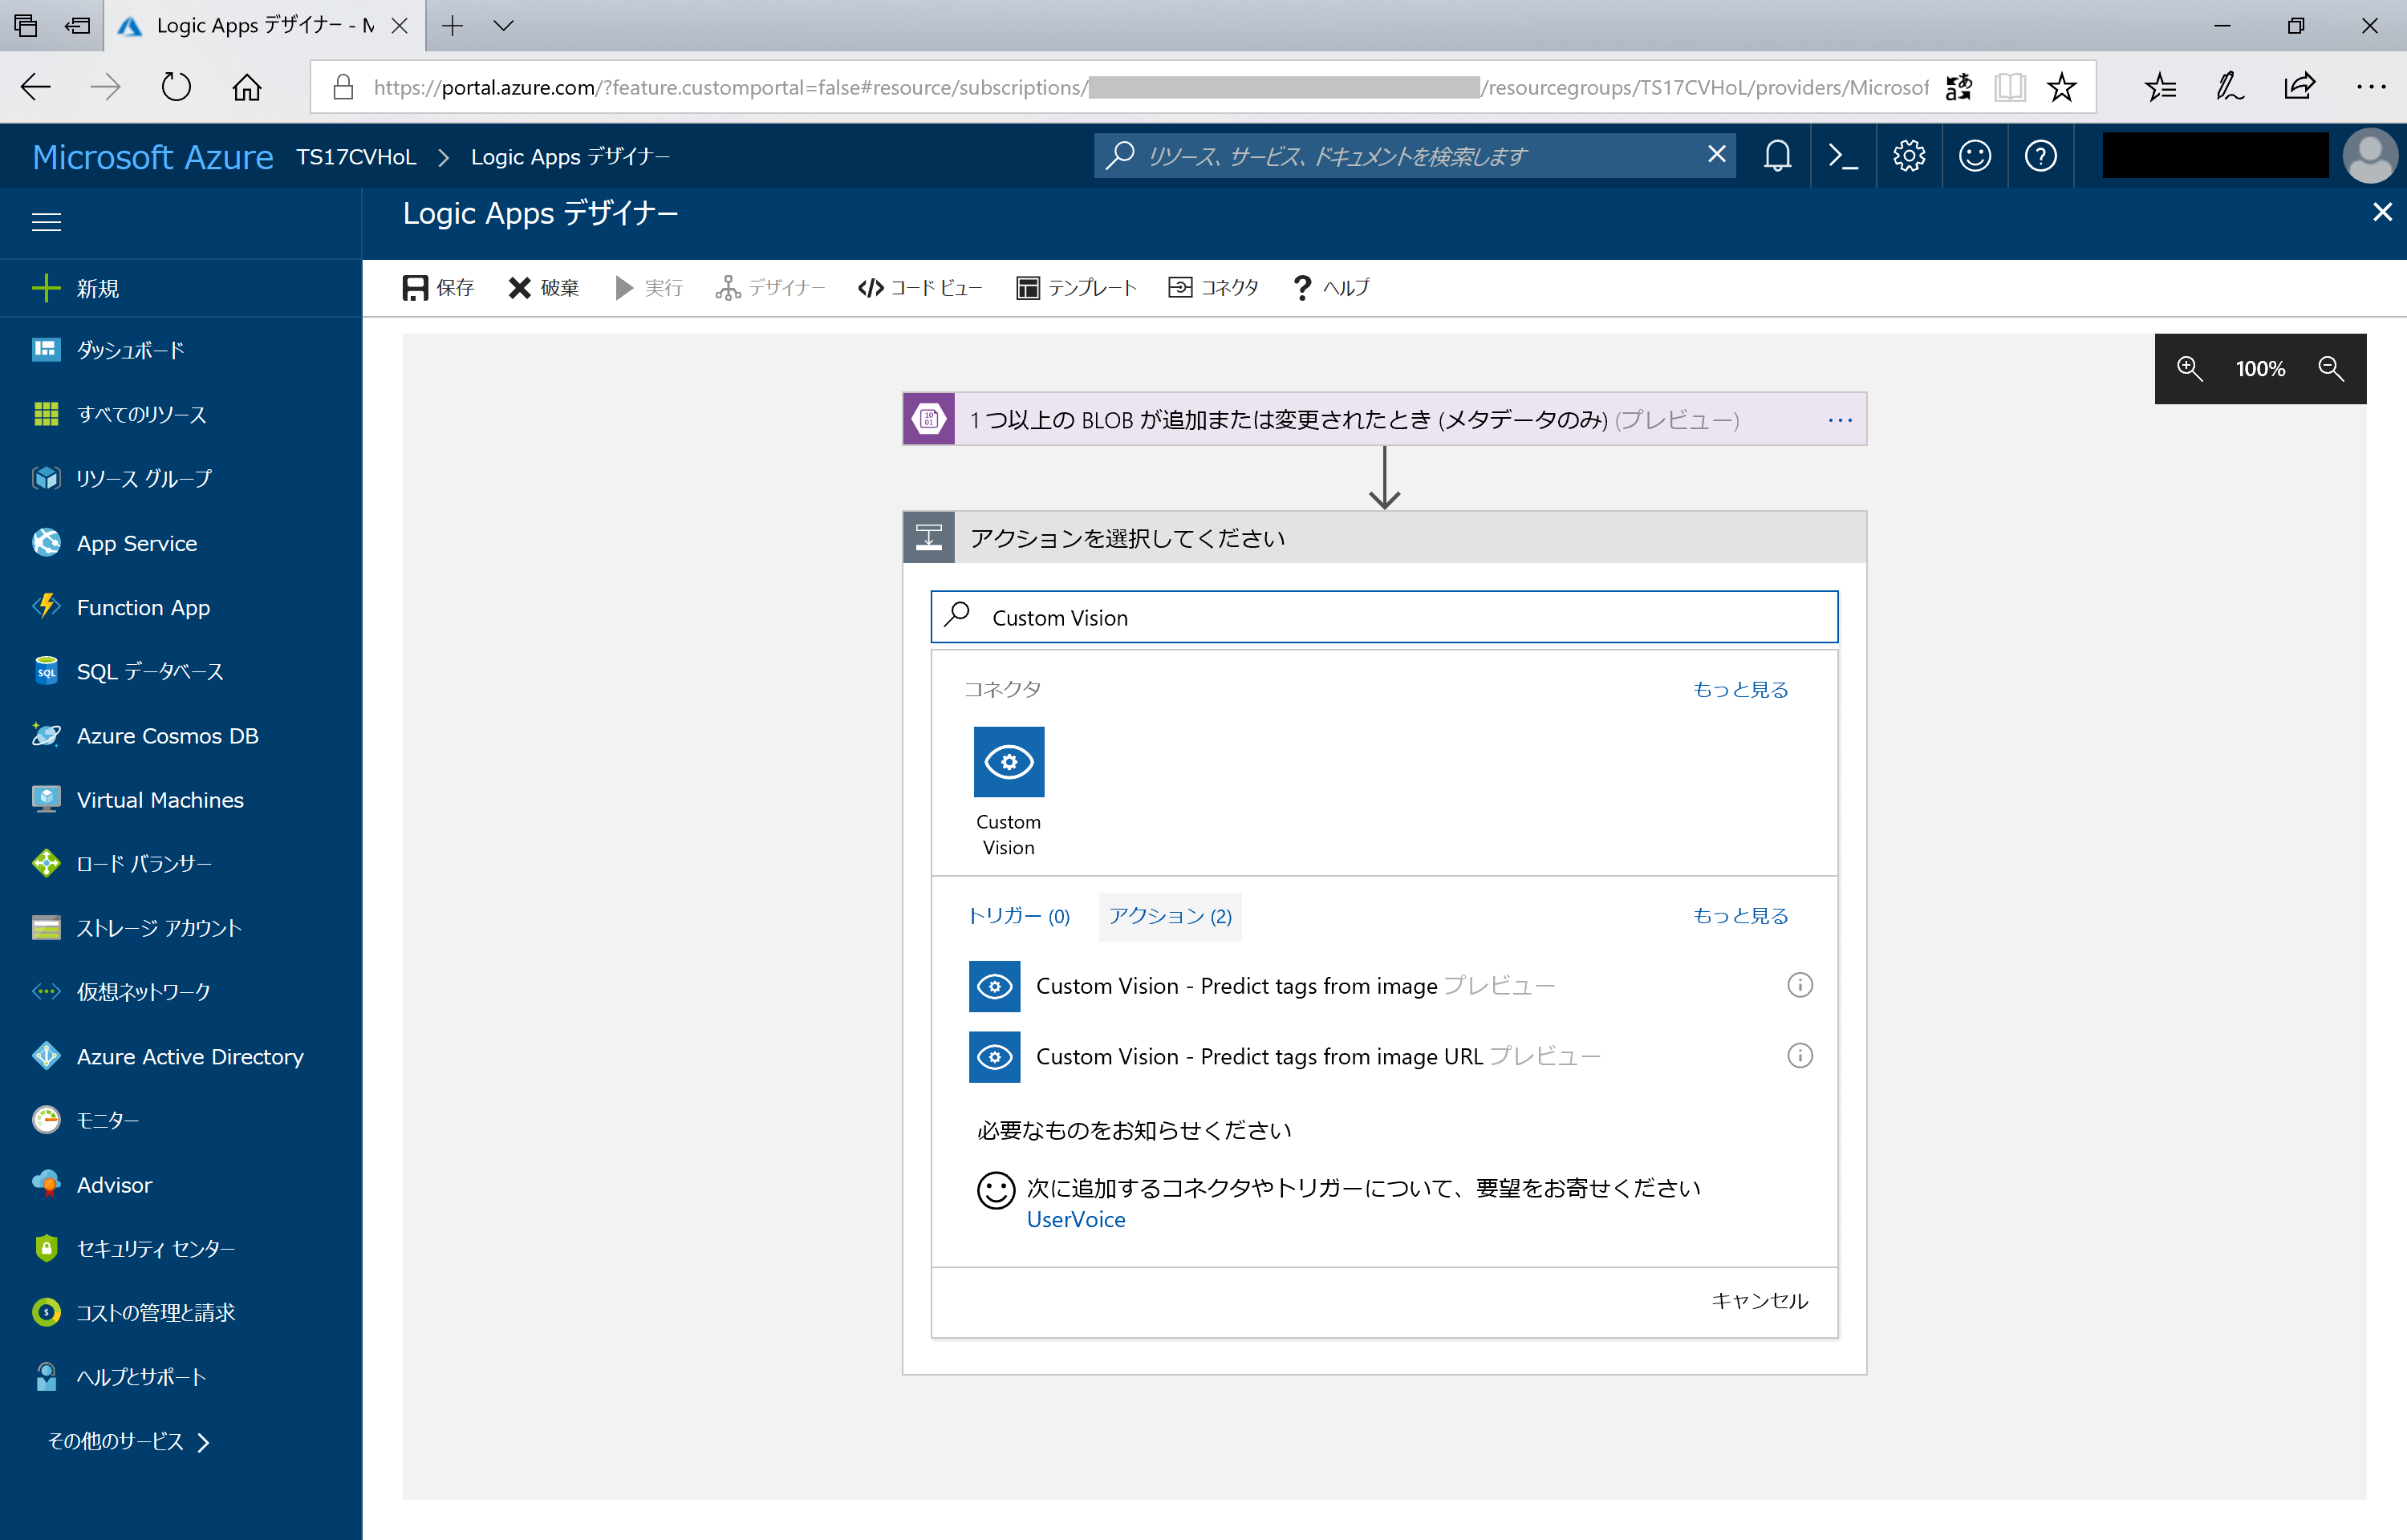 Logic Apps デザイナー - M
https://portal.azure.com/?feature.customportal=false#resource/subscriptions/ /resourcegroups/TS17CVHoL/providers/Microsof
Microsoft Azure TS17CVHoL Logic Apps デザイナー リソース、サービス、ドキュメントを検索します
Logic Apps デザイナー
新規
保存 破棄 実行 デザイナー コード ビュー テンプレート コネクタ ヘルプ
ダッシュボード
すべてのリソース
リソース グループ
App Service
Function App
SQL データベース
Azure Cosmos DB
Virtual Machines
ロード バランサー
ストレージ アカウント
仮想ネットワーク
Azure Active Directory
モニター
Advisor
セキュリティ センター
コストの管理と請求
ヘルプとサポート
その他のサービス
100%
1 つ以上の BLOB が追加または変更されたとき (メタデータのみ) (プレビュー)
アクションを選択してください
Custom Vision
コネクタ もっと見る
Custom
Vision
トリガー (0) アクション (2) もっと見る
Custom Vision - Predict tags from image プレビュー
Custom Vision - Predict tags from image URL プレビュー
必要なものをお知らせください
次に追加するコネクタやトリガーについて、要望をお寄せください
UserVoice
キャンセル